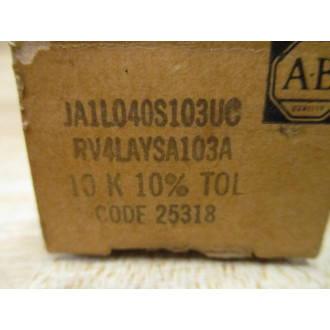 JA1L040S103UC
RV4LAYSA103A
10 K 10% TOL
CODE 25318
A-B